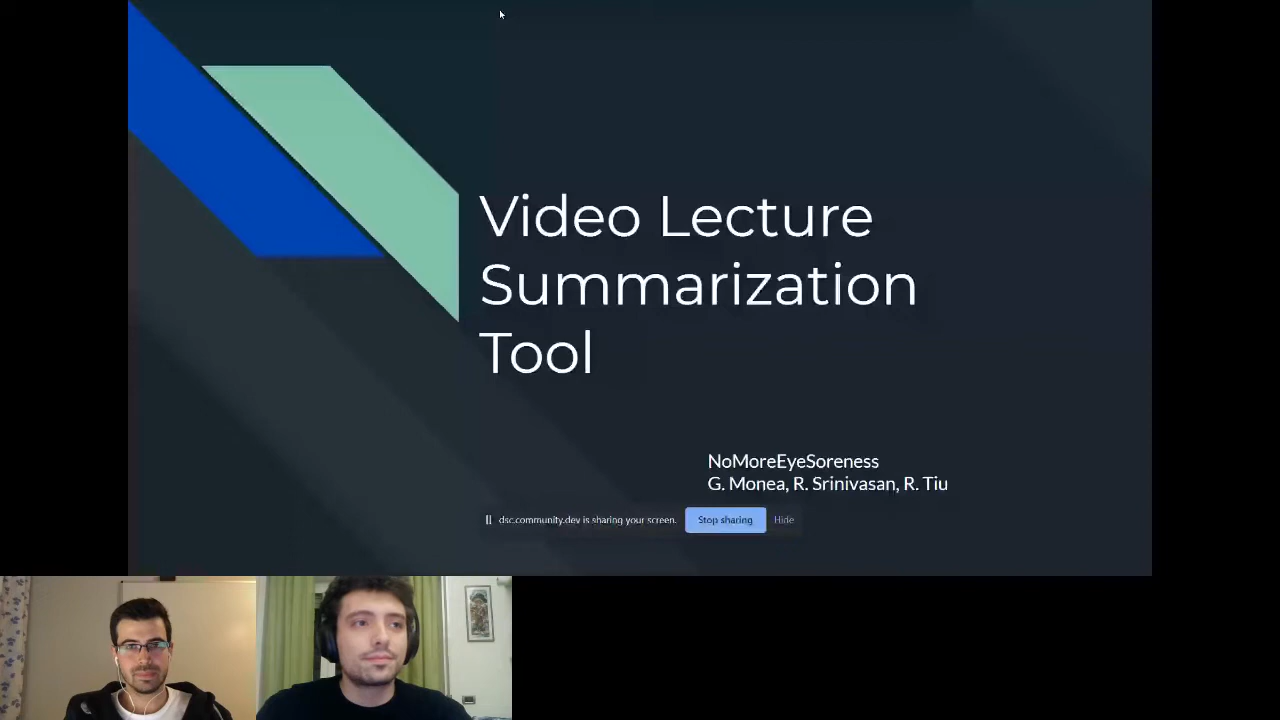 Video Lecture
Summarization
Tool
NoMoreEyeSoreness
G. Monea, R. Srinivasan, R. Tiu
dsc.community.dev is sharing your screen. Stop sharing Hide